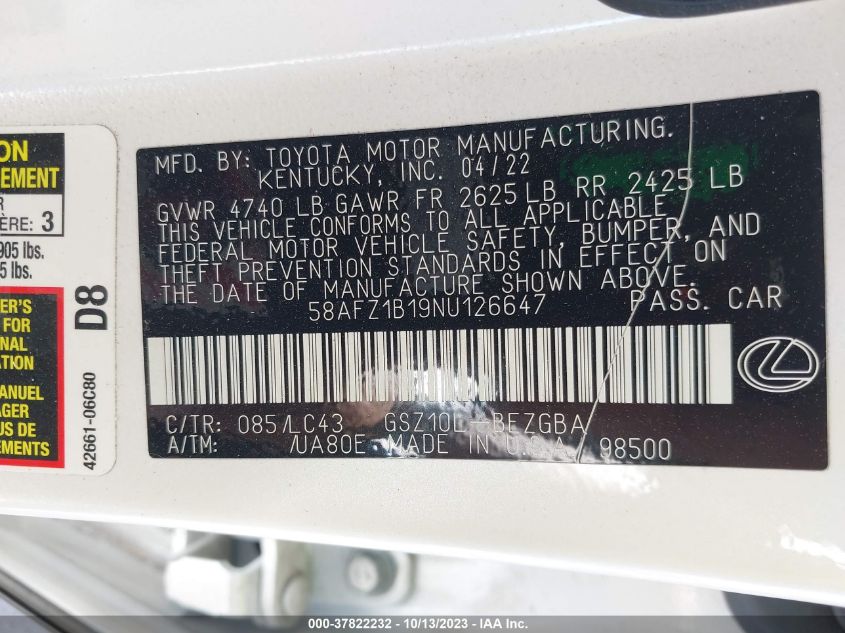 ON
EMENT
R
ÈRE: 3
905 lbs.
5 lbs.
ER'S
FOR
NAL
ATION
MANUEL
AGER
US DE
EMENTS
D8
42661-06C80
MFD. BY: TOYOTA MOTOR MANUFACTURING.
KENTUCKY, INC. 04/22
GVWR 4740 LB GAWR FR 2625 LB RR 2425 LB
THIS VEHICLE CONFORMS TO ALL APPLICABLE
FEDERAL MOTOR VEHICLE SAFETY, BUMPER, AND
THEFT PREVENTION STANDARDS IN EFFECT ON
THE DATE OF MANUFACTURE SHOWN ABOVE.
58AFZ1B19NU126647 PASS. CAR
C/TR: 085/LC43 GSZ10L-BEZGBA
A/TM: /UA80E MADE IN U.S.A. 98500
000-37822232 - 10/13/2023 - IAA Inc.